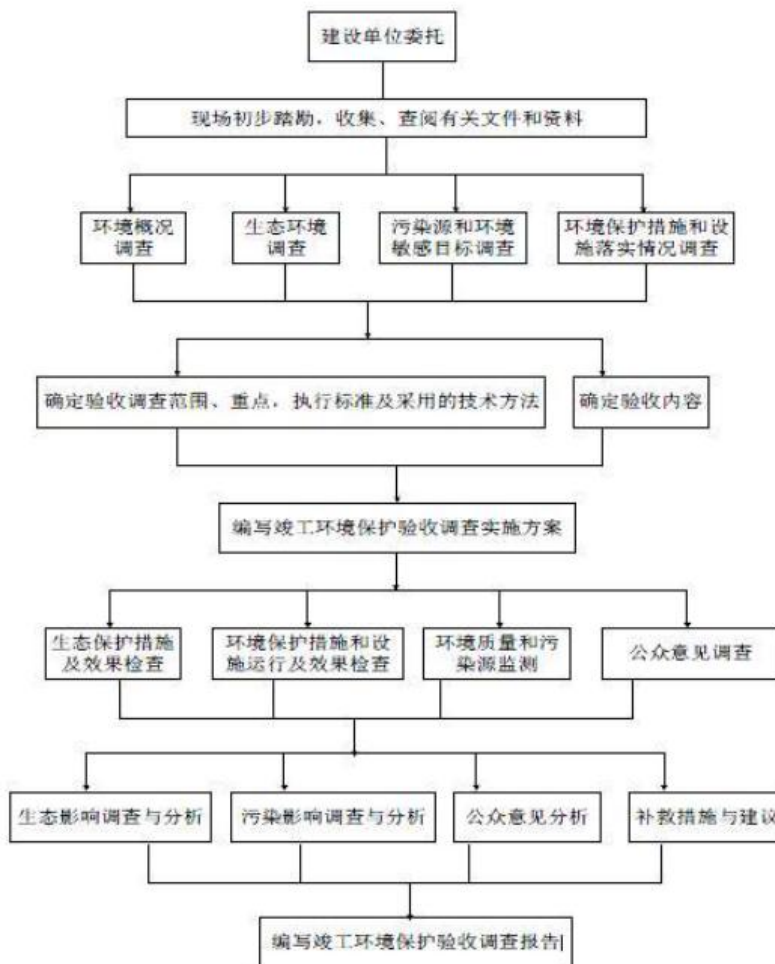 建设单位委托
现场初步踏勘，收集、查阅有关文件和资料
环境概况
调查
生态环境
调查
污染源和环境
敏感目标调查
环境保护措施和设
施落实情况调查
确定验收调查范围、重点，执行标准及采用的技术方法
确定验收内容
编写竣工环境保护验收调查实施方案
生态保护措施
及效果检查
环境保护措施和设
施运行及效果检查
环境质量和污
染源监测
公众意见调查
生态影响调查与分析
污染影响调查与分析
公众意见分析
补救措施与建议
编写竣工环境保护验收调查报告